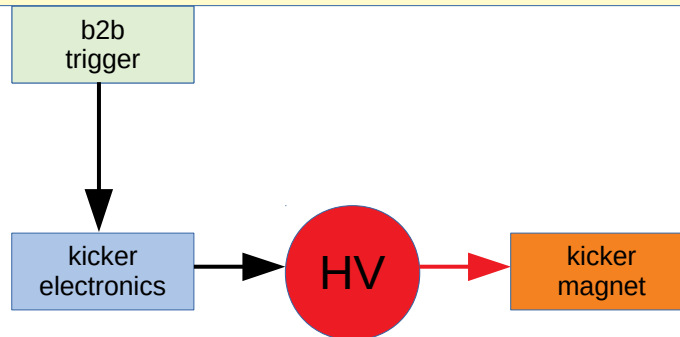 b2b
trigger
kicker
electronics
HV
kicker
magnet